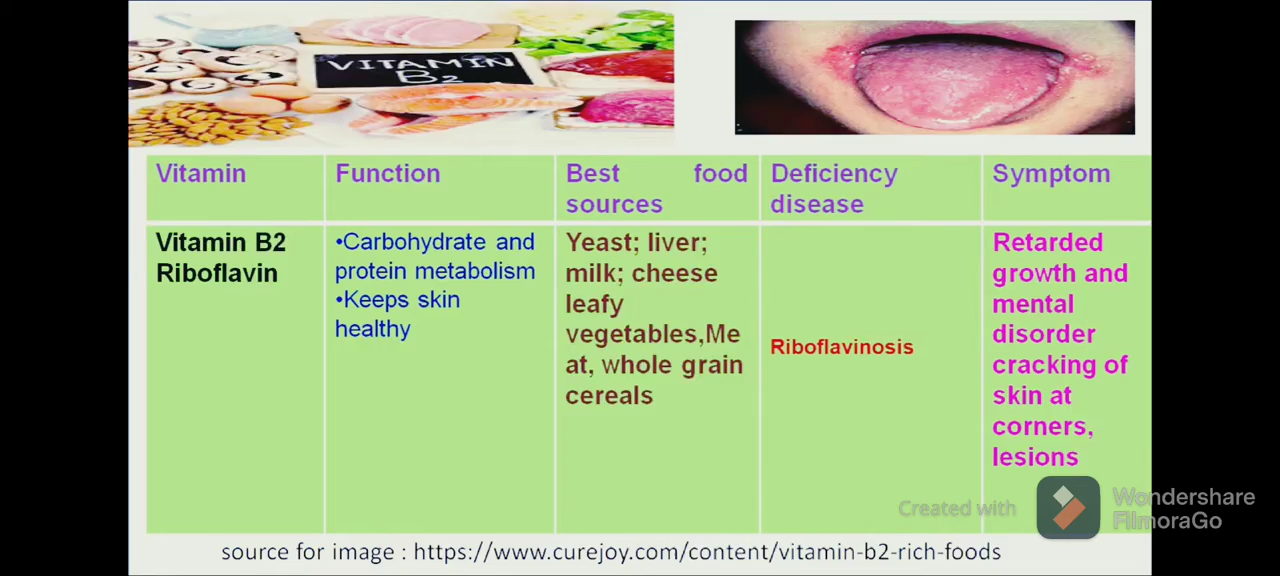 VITAMIN
B2
Vitamin
Function
Best food
sources
Deficiency
disease
Symptom
Vitamin B2
Riboflavin
•Carbohydrate and
protein metabolism
•Keeps skin
healthy
Yeast; liver;
milk; cheese
leafy
vegetables,Me
at, whole grain
cereals
Riboflavinosis
Retarded
growth and
mental
disorder
cracking of
skin at
corners,
lesions
Created with
Wondershare
FilmoraGo
source for image : https://www.curejoy.com/content/vitamin-b2-rich-foods